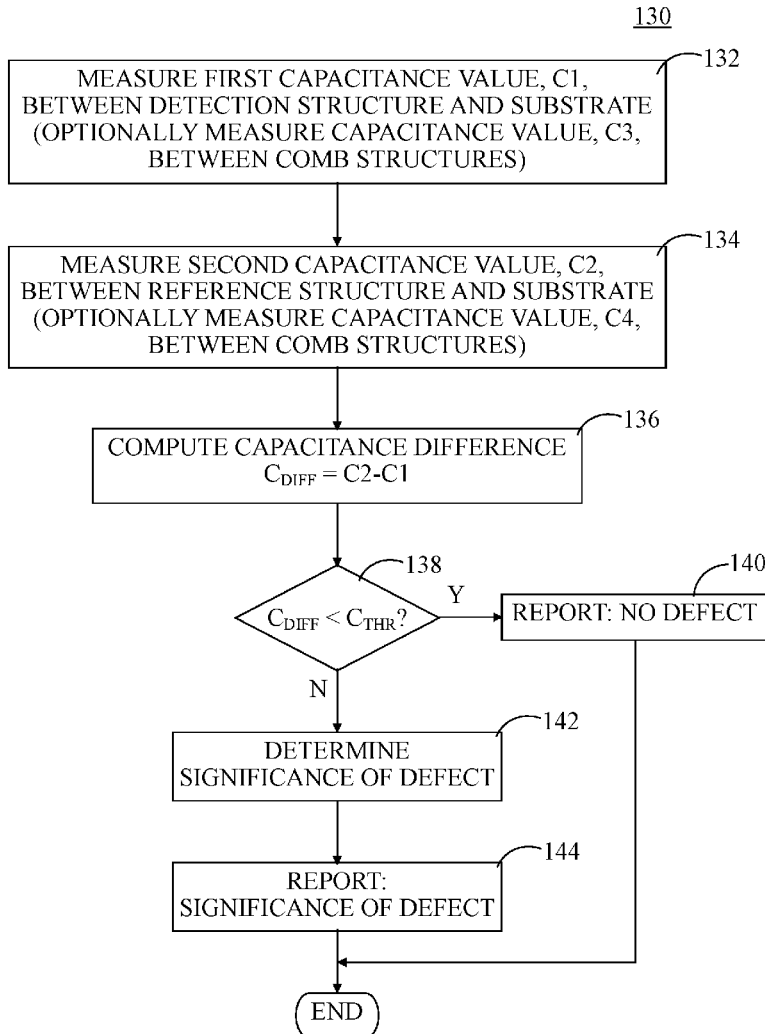 130
132
MEASURE FIRST CAPACITANCE VALUE, C1,
BETWEEN DETECTION STRUCTURE AND SUBSTRATE
(OPTIONALLY MEASURE CAPACITANCE VALUE, C3,
BETWEEN COMB STRUCTURES)
134
MEASURE SECOND CAPACITANCE VALUE, C2,
BETWEEN REFERENCE STRUCTURE AND SUBSTRATE
(OPTIONALLY MEASURE CAPACITANCE VALUE, C4,
BETWEEN COMB STRUCTURES)
136
COMPUTE CAPACITANCE DIFFERENCE
CDIFF = C2-C1
138
CDIFF < CTHR?
Y
140
REPORT: NO DEFECT
N
142
DETERMINE
SIGNIFICANCE OF DEFECT
144
REPORT:
SIGNIFICANCE OF DEFECT
END